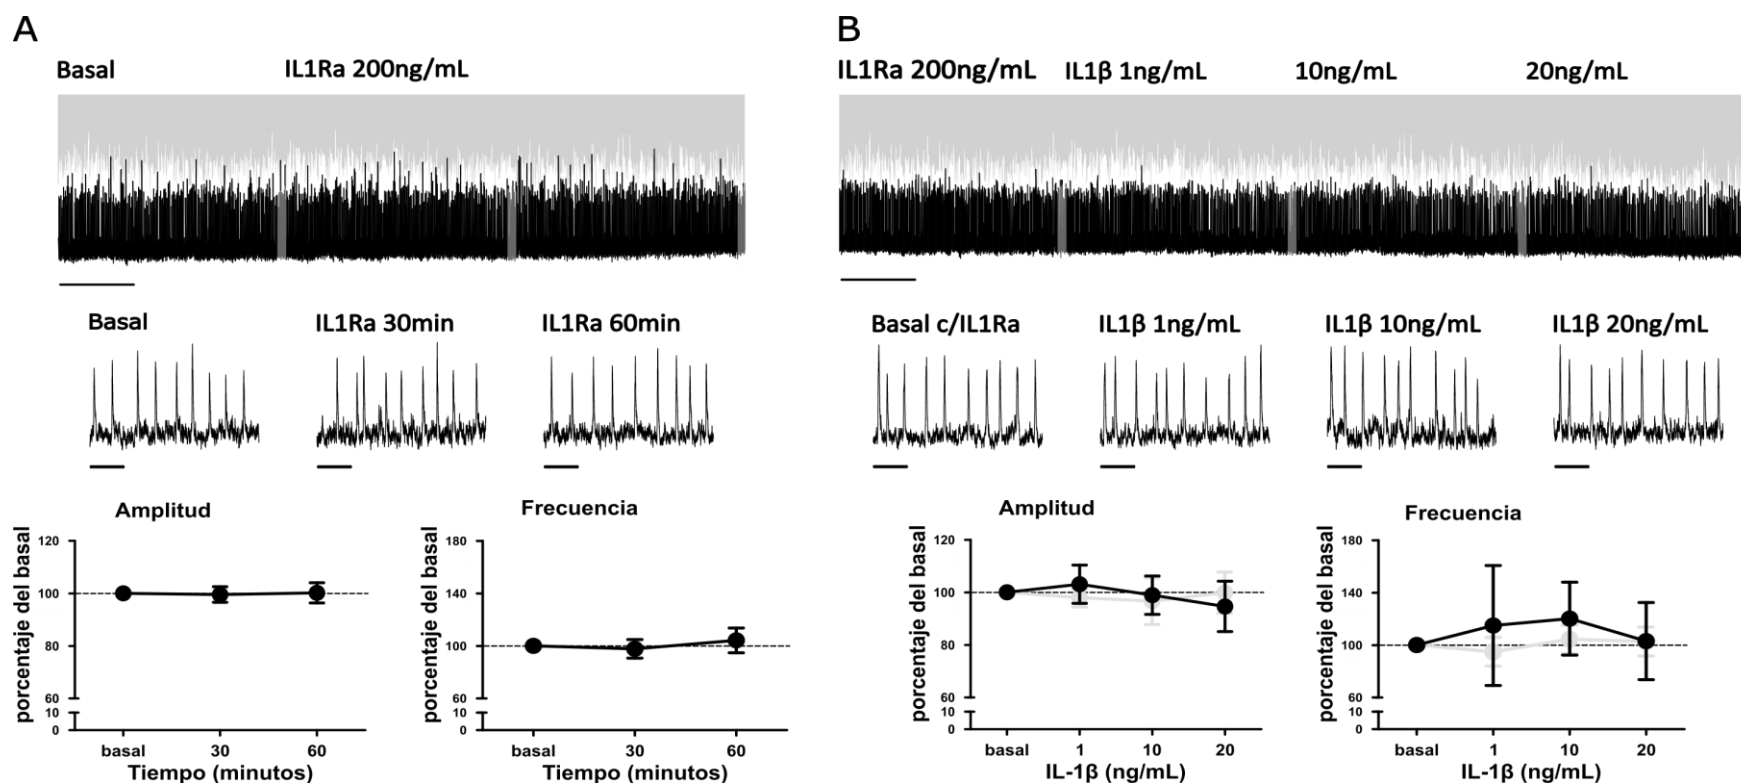 A
Basal IL1Ra 200ng/mL
Basal IL1Ra 30min IL1Ra 60min
Amplitud
porcentaje del basal
120
100
80
60
10
0
basal 30 60
Tiempo (minutos)
Frecuencia
porcentaje del basal
180
140
100
60
10
0
basal 30 60
Tiempo (minutos)
B
IL1Ra 200ng/mL IL1β 1ng/mL 10ng/mL 20ng/mL
Basal c/IL1Ra IL1β 1ng/mL IL1β 10ng/mL IL1β 20ng/mL
Amplitud
porcentaje del basal
120
100
80
60
10
0
basal 1 10 20
IL-1β (ng/mL)
Frecuencia
porcentaje del basal
180
140
100
60
10
0
basal 1 10 20
IL-1β (ng/mL)